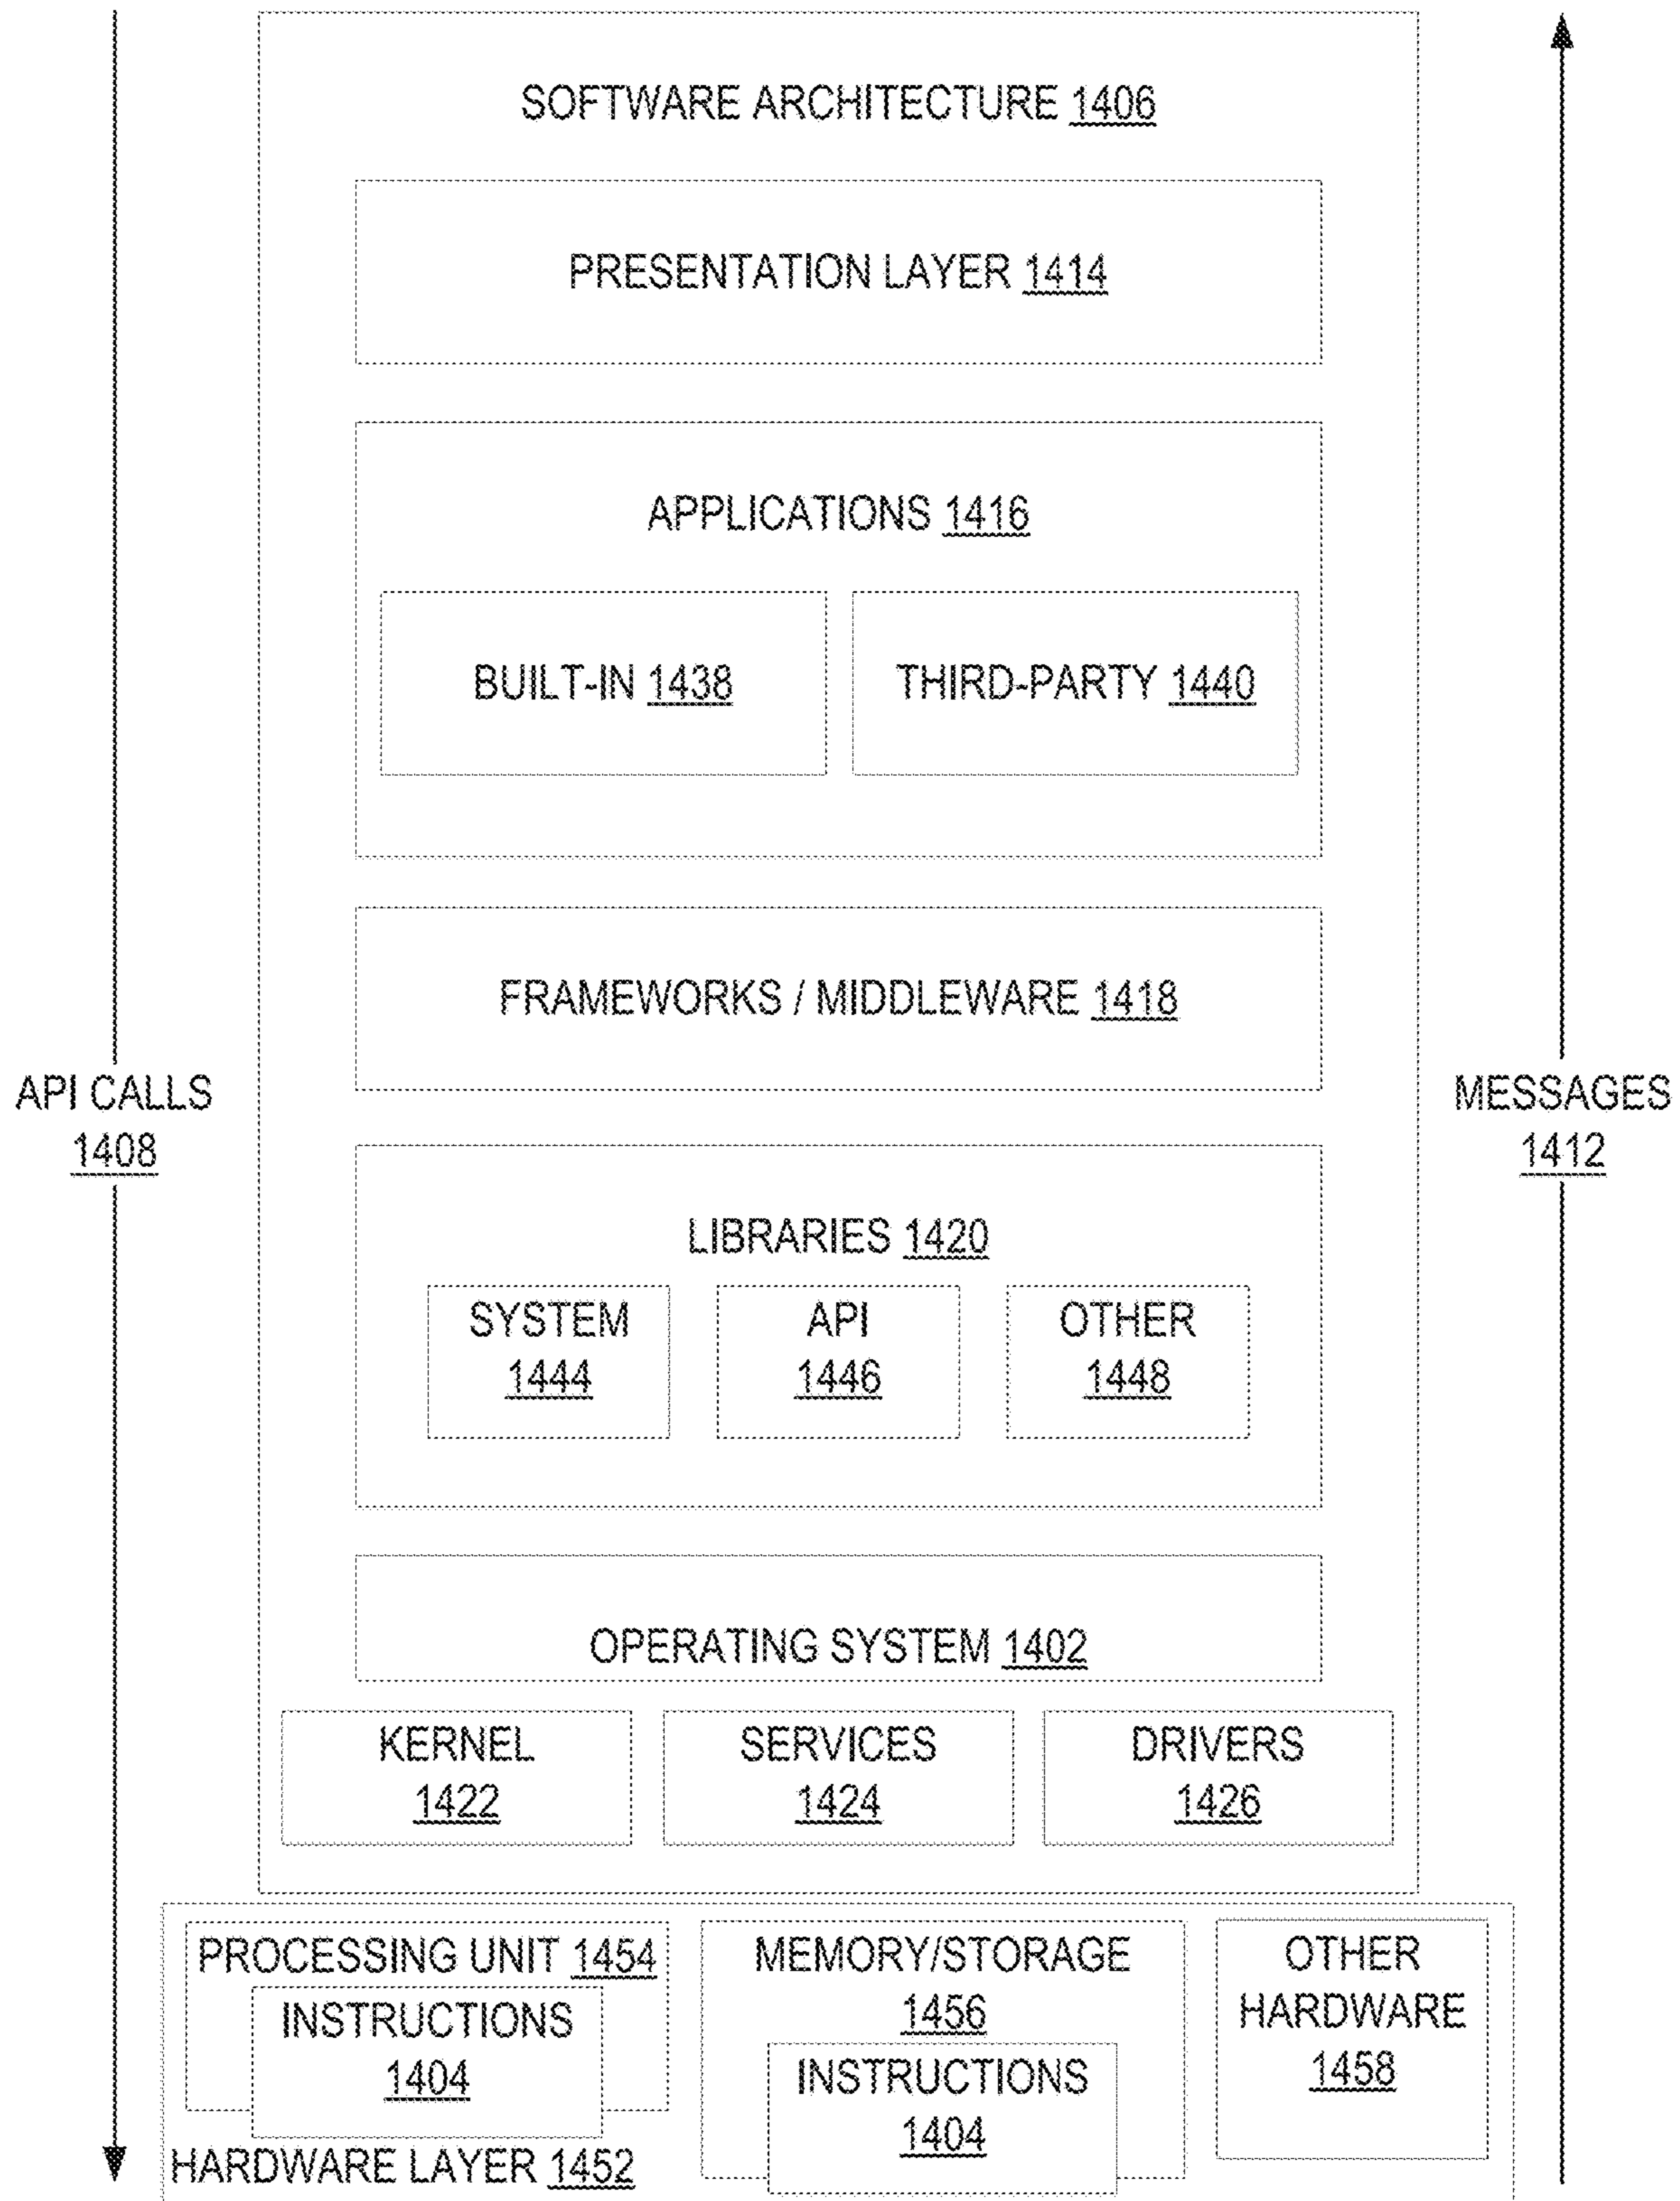 SOFTWARE ARCHITECTURE 1406
PRESENTATION LAYER 1414
APPLICATIONS 1416
BUILT-IN 1438
THIRD-PARTY 1440
FRAMEWORKS / MIDDLEWARE 1418
API CALLS
1408
MESSAGES
1412
LIBRARIES 1420
SYSTEM
1444
API
1446
OTHER
1448
OPERATING SYSTEM 1402
KERNEL
1422
SERVICES
1424
DRIVERS
1426
PROCESSING UNIT 1454
INSTRUCTIONS
1404
MEMORY/STORAGE
1456
INSTRUCTIONS
1404
OTHER
HARDWARE
1458
HARDWARE LAYER 1452